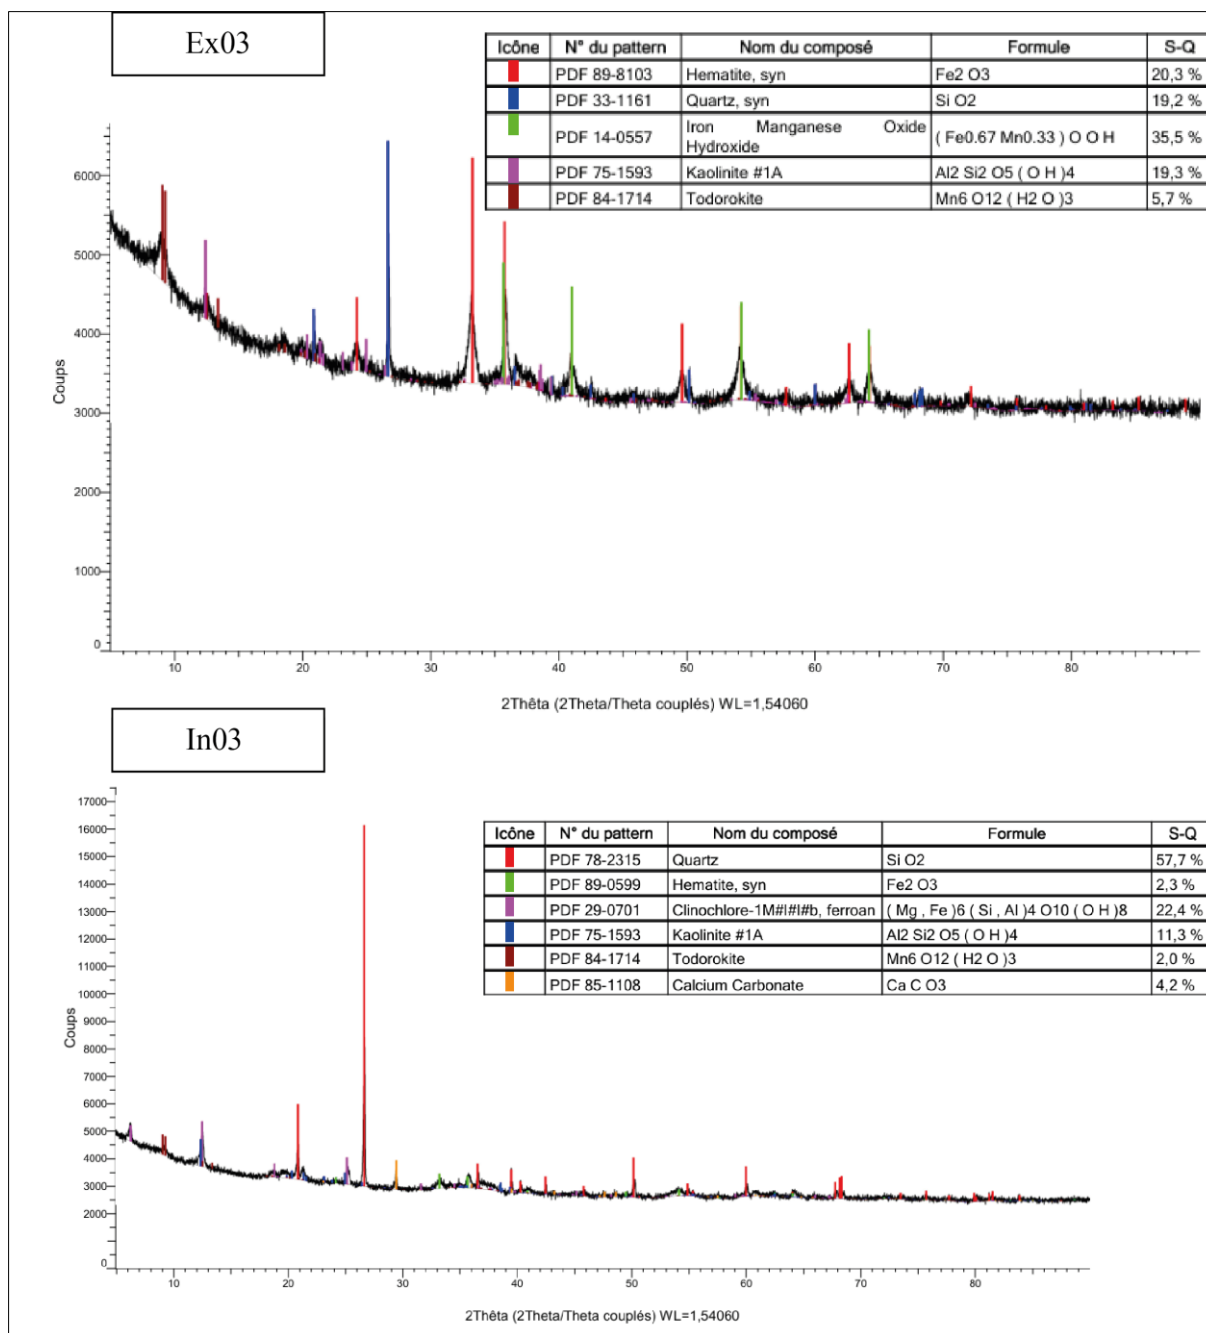 Ex03
Icône N° du pattern Nom du composé Formule S-Q
PDF 89-8103 Hematite, syn Fe2 O3 20,3 %
PDF 33-1161 Quartz, syn Si O2 19,2 %
PDF 14-0557 Iron Manganese Oxide Hydroxide ( Fe0.67 Mn0.33 ) O O H 35,5 %
PDF 75-1593 Kaolinite #1A Al2 Si2 O5 ( O H )4 19,3 %
PDF 84-1714 Todorokite Mn6 O12 ( H2 O )3 5,7 %
6000
5000
4000
3000
2000
1000
0
Coups
10 20 30 40 50 60 70 80
2Thêta (2Theta/Theta couplés) WL=1,54060
In03
Icône N° du pattern Nom du composé Formule S-Q
PDF 78-2315 Quartz Si O2 57,7 %
PDF 89-0599 Hematite, syn Fe2 O3 2,3 %
PDF 29-0701 Clinochlore-1M#I#I#b, ferroan ( Mg , Fe )6 ( Si , Al )4 O10 ( O H )8 22,4 %
PDF 75-1593 Kaolinite #1A Al2 Si2 O5 ( O H )4 11,3 %
PDF 84-1714 Todorokite Mn6 O12 ( H2 O )3 2,0 %
PDF 85-1108 Calcium Carbonate Ca C O3 4,2 %
17000
16000
15000
14000
13000
12000
11000
10000
9000
8000
7000
6000
5000
4000
3000
2000
0
Coups
10 20 30 40 50 60 70 80
2Thêta (2Theta/Theta couplés) WL=1,54060